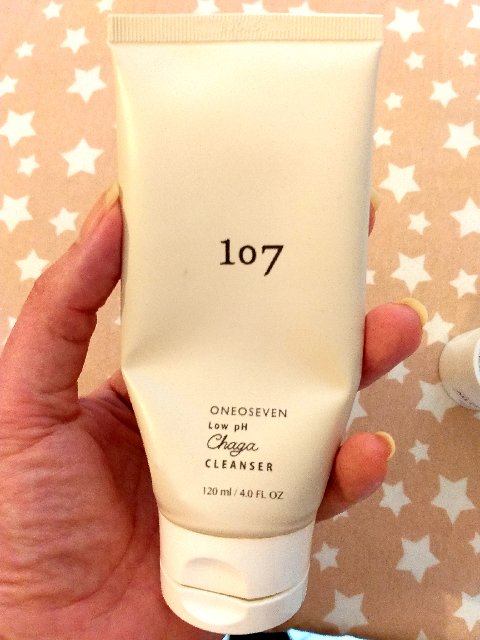 107
ONEOSEVEN
Low pH
Chaga
CLEANSER
120 ml / 4.0 FL OZ